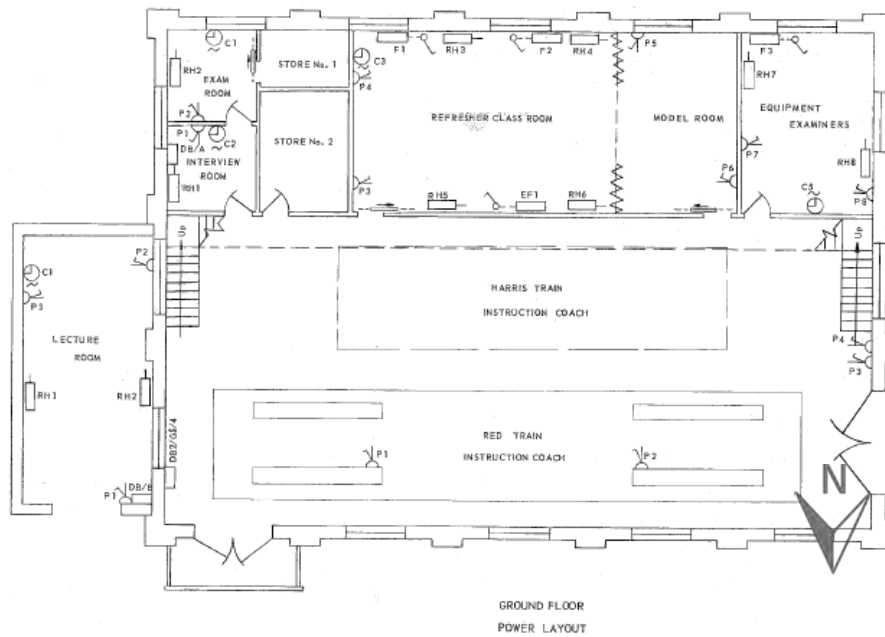 C1
RH2
EXAM
ROOM
P2
P1
DB/A
C2
INTERVIEW
ROOM
RH1
STORE No. 1
STORE No. 2
C3
P4
P3
F1
RH3
F2
RH4
REFRESHER CLASS ROOM
RH5
EF1
RH6
P5
MODEL ROOM
P6
F3
RH7
EQUIPMENT
EXAMINERS
P7
RH8
P8
C5
Up
Up
P2
C1
P3
LECTURE
ROOM
RH1
RH2
P1
DB/B
DB2/GS/4
HARRIS TRAIN
INSTRUCTION COACH
P4
P3
RED TRAIN
INSTRUCTION COACH
P1
P2
N
GROUND FLOOR
POWER LAYOUT